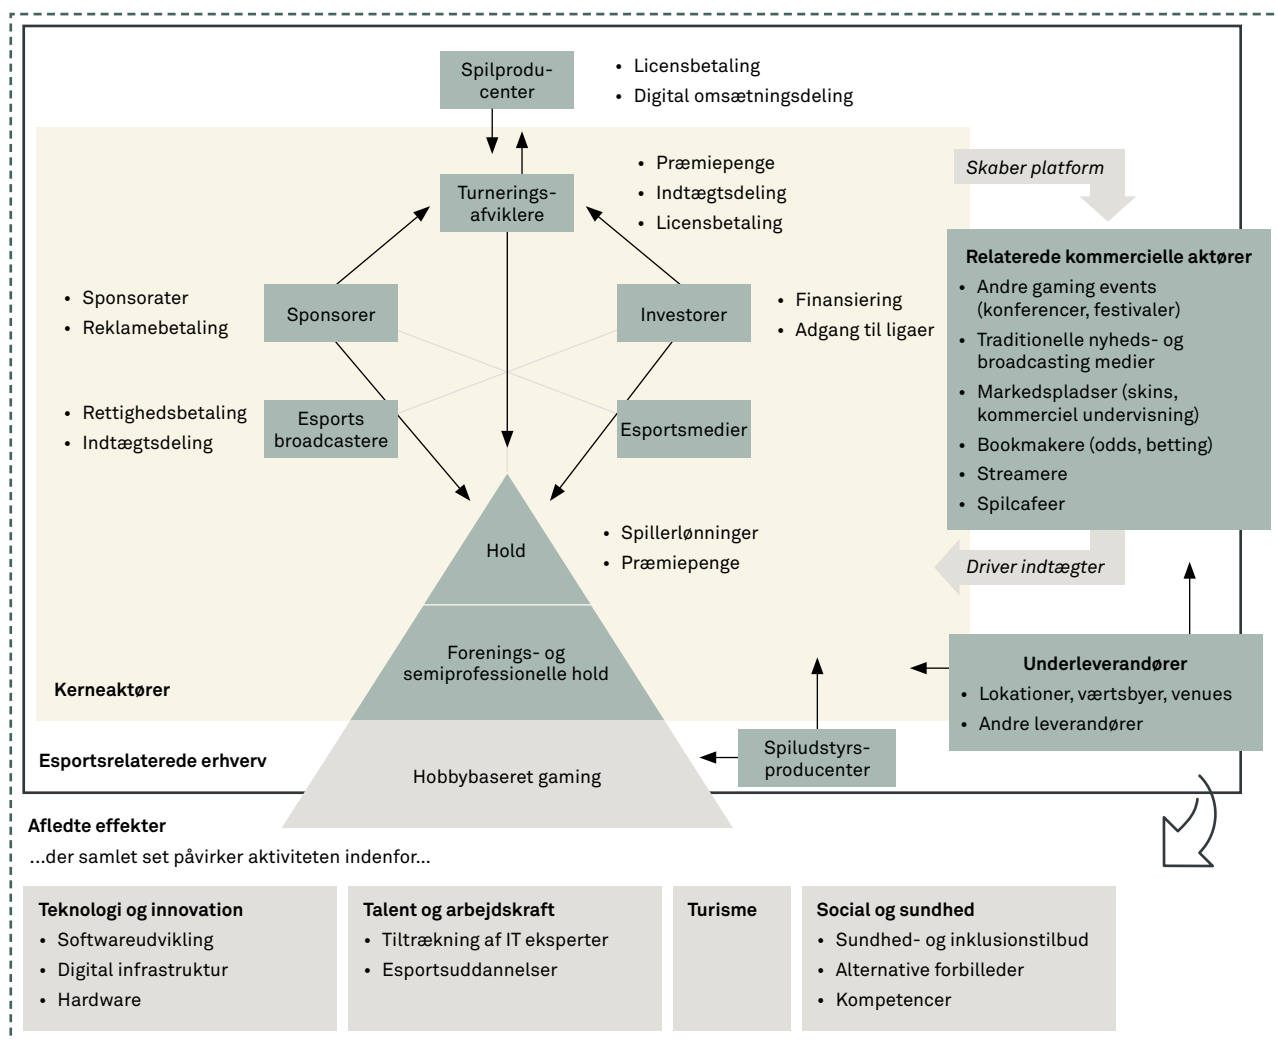 Spilprodu-
center
• Licensbetaling
• Digital omsætningsdeling
Turnerings-
afviklere
• Præmiepenge
• Indtægtsdeling
• Licensbetaling
Skaber platform
• Sponsorater
• Reklamebetaling
Sponsorer
Investorer
• Finansiering
• Adgang til ligaer
• Rettighedsbetaling
• Indtægtsdeling
Esports
broadcastere
Esportsmedier
Relaterede kommercielle aktører
• Andre gaming events
(konferencer, festivaler)
• Traditionelle nyheds- og
broadcasting medier
• Markedspladser (skins,
kommerciel undervisning)
• Bookmakere (odds, betting)
• Streamere
• Spilcafeer
Hold
• Spillerlønninger
• Præmiepenge
Driver indtægter
Forenings- og
semiprofessionelle hold
Kerneaktører
Underleverandører
• Lokationer, værtsbyer, venues
• Andre leverandører
Esportsrelaterede erhverv
Hobbybaseret gaming
Spiludstyrs-
producenter
Afledte effekter
...der samlet set påvirker aktiviteten indenfor...
Teknologi og innovation
• Softwareudvikling
• Digital infrastruktur
• Hardware
Talent og arbejdskraft
• Tiltrækning af IT eksperter
• Esportsuddannelser
Turisme
Social og sundhed
• Sundhed- og inklusionstilbud
• Alternative forbilleder
• Kompetencer